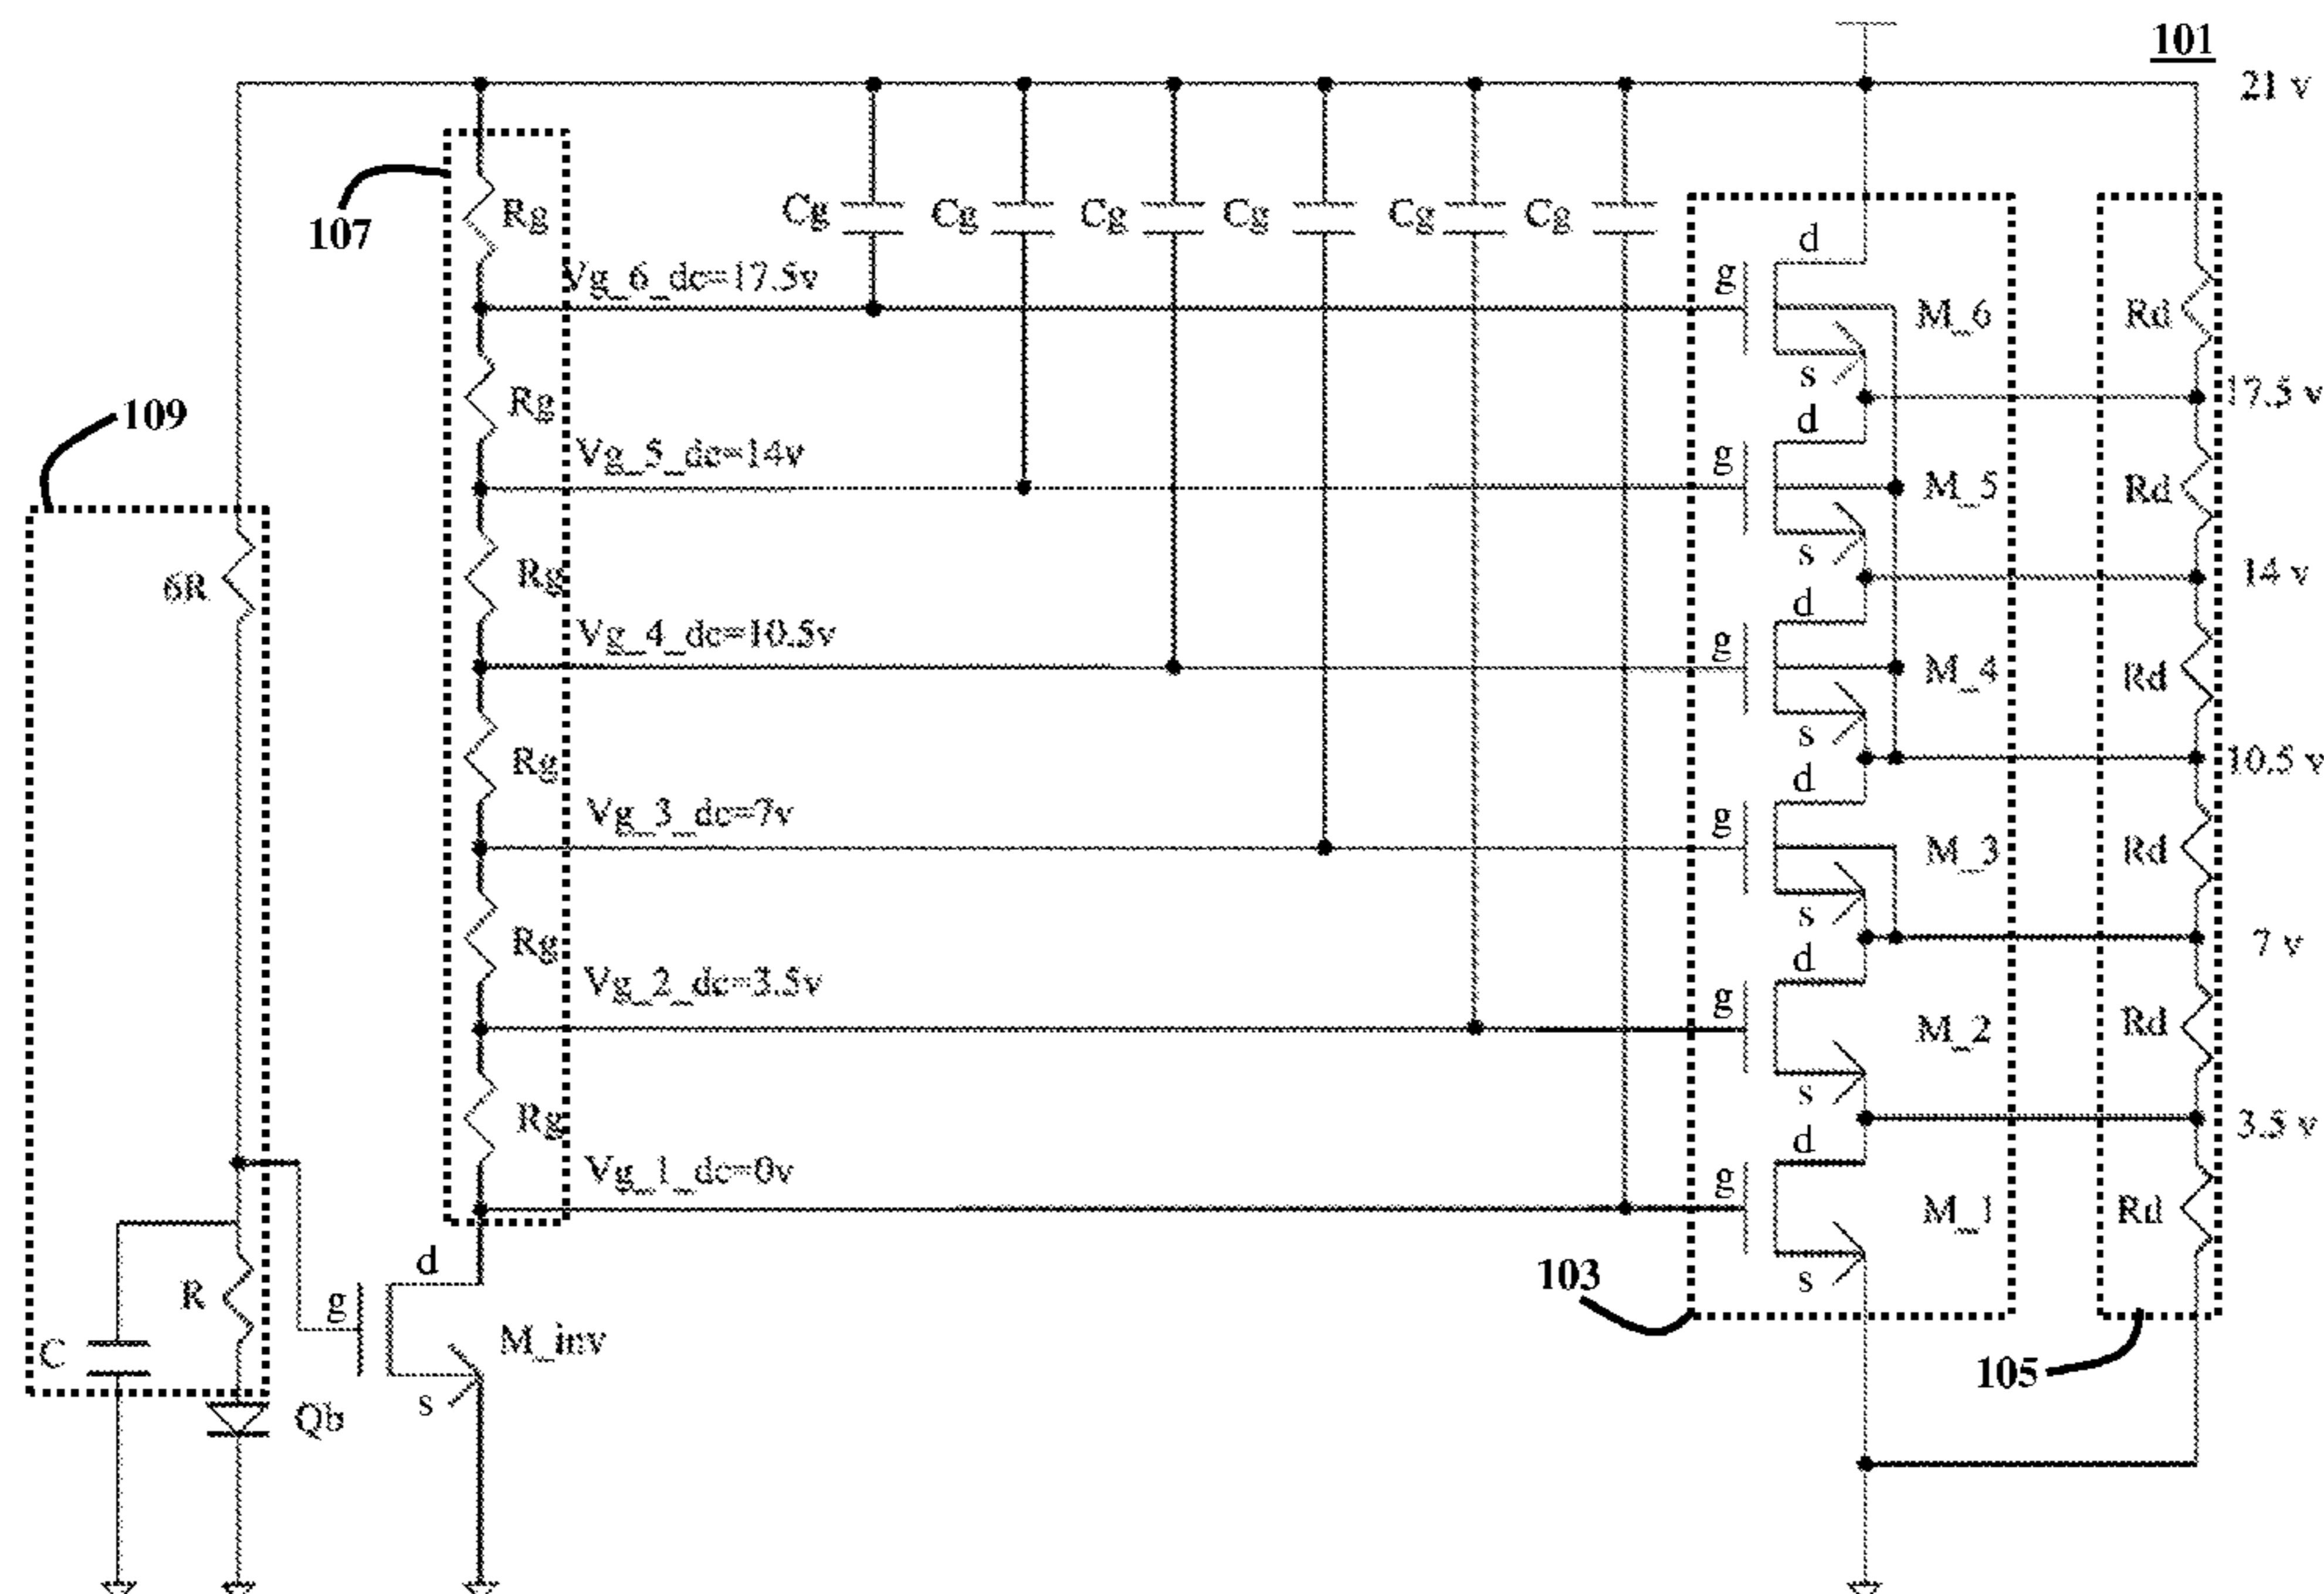 101
21 v
107
Rg
Cg
Cg
Cg
Cg
Cg
Cg
d
g
Vg_6_dc=17.5v
M_6
Rd
s
17.5 v
109
Rg
d
Vg_5_dc=14v
g
M_5
Rd
s
14 v
6R
Rg
d
Vg_4_dc=10.5v
g
M_4
Rd
s
10.5 v
Rg
d
Vg_3_dc=7v
g
M_3
Rd
s
7 v
Rg
d
Vg_2_dc=3.5v
g
M_2
Rd
s
3.5 v
Rg
d
Vg_1_dc=0v
g
M_1
Rd
s
103
105
d
R
g
C
M_inv
s
Qb